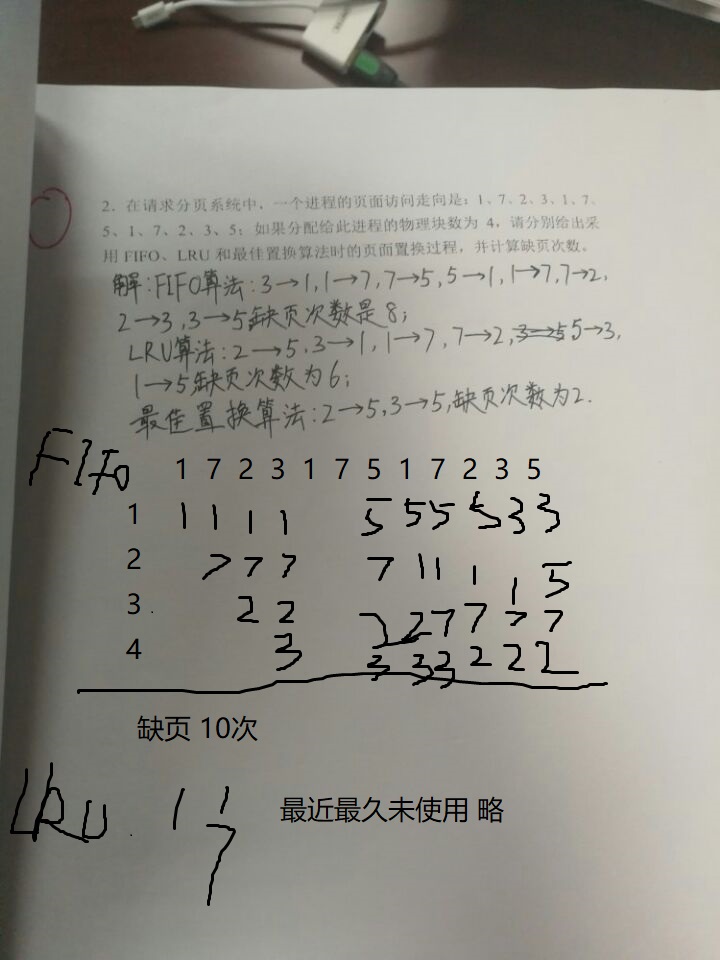 2．在请求分页系统中，一个进程的页面访问走向是：1、7、2、3、1、7、
5、1、7、2、3、5；如果分配给此进程的物理块数为 4，请分别给出采
用 FIFO、LRU 和最佳置换算法时的页面置换过程，并计算缺页次数。
解:FIFO算法:3→1,1→7,7→5,5→1,1→7,7→2,
2→3,3→5,缺页次数是8;
LRU算法:2→5,3→1,1→7,7→2,3→5,5→3,
1→5,缺页次数为6;
最佳置换算法:2→5,3→5,缺页次数为2.
FIFO 1 7 2 3 1 7 5 1 7 2 3 5
1 1 1 1 1 5 5 5 5 3 3
2 7 7 7 7 1 1 1 1 5
3 2 2 2 2 7 7 7 7
4 3 3 3 3 2 2 2
缺页 10次
LRU 1 1 最近最久未使用 略
7